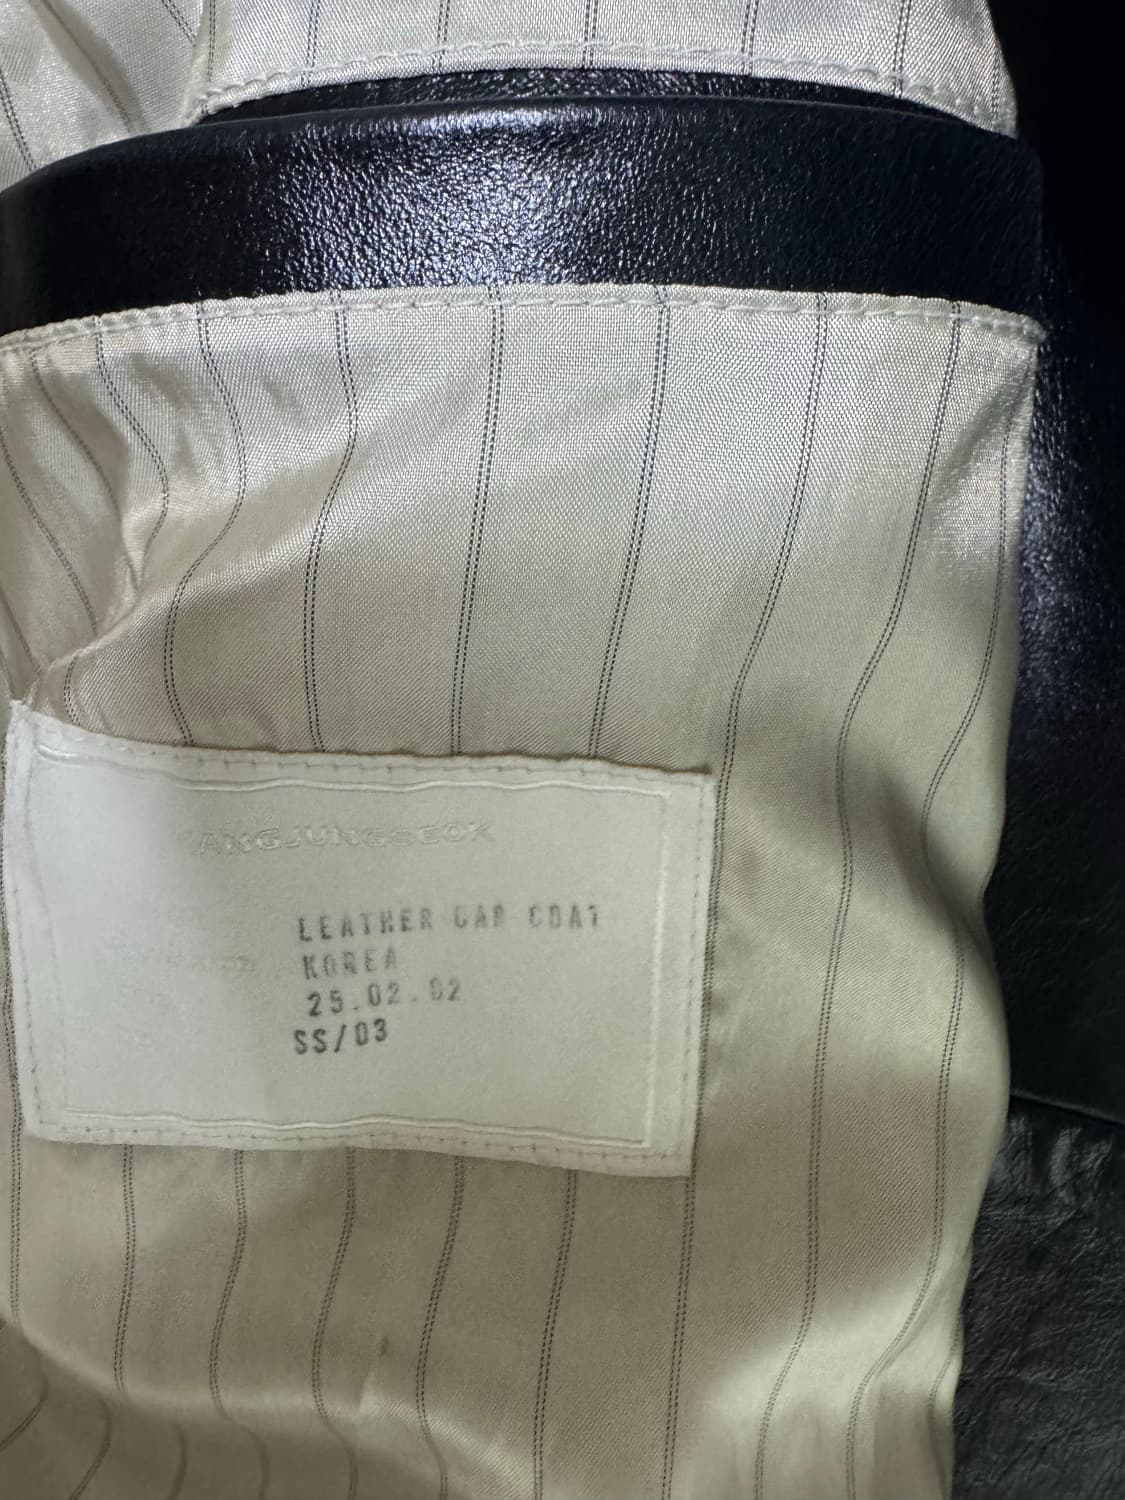 LEATHER CAR COAT
KOREA
25.02.02
SS/03